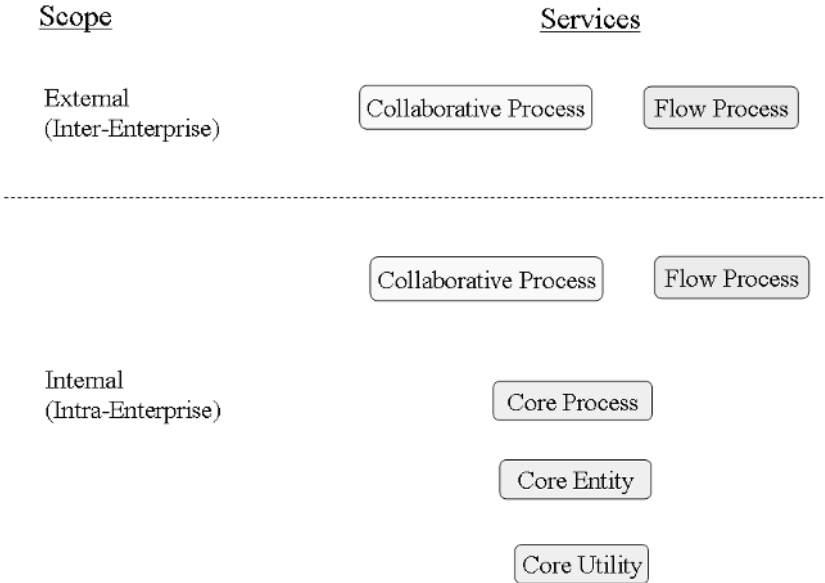 Scope
Services
External
(Inter-Enterprise)
Collaborative Process
Flow Process
Collaborative Process
Flow Process
Internal
(Intra-Enterprise)
Core Process
Core Entity
Core Utility